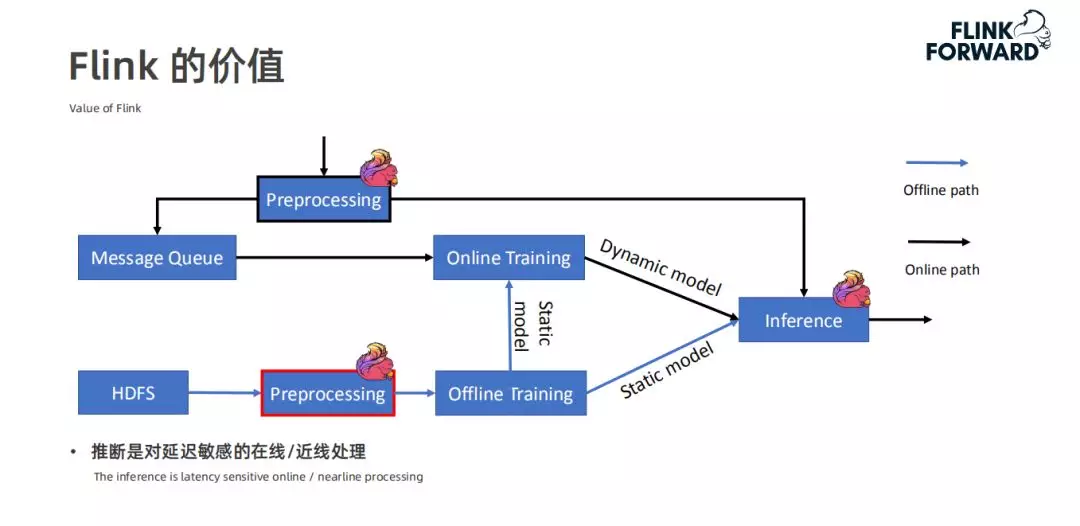 FLINK
FORWARD
Flink 的价值
Value of Flink
Preprocessing
Offline path
Message Queue
Online Training
Dynamic model
Online path
Inference
Static
model
Static model
HDFS
Preprocessing
Offline Training
• 推断是对延迟敏感的在线/近线处理
The inference is latency sensitive online / nearline processing